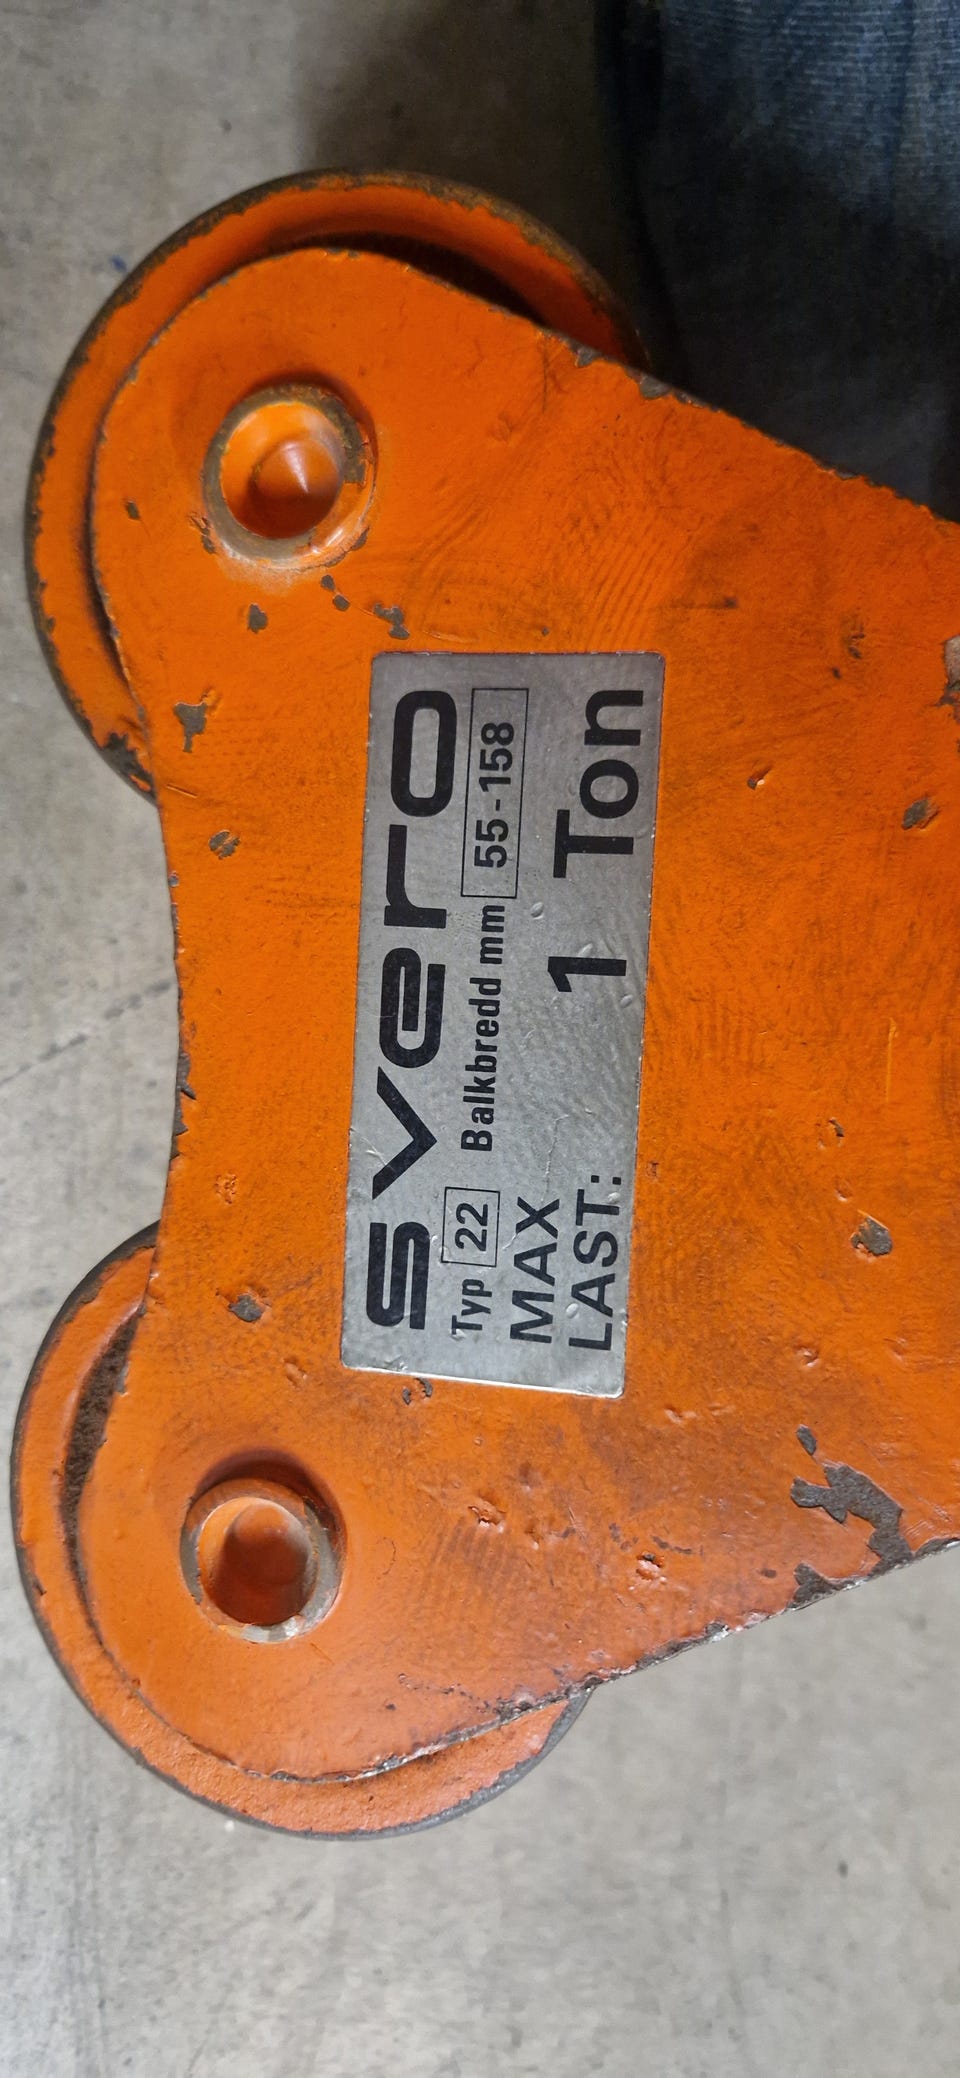 svero
Typ 22 Balkbredd mm 55-158
MAX
LAST: 1 Ton